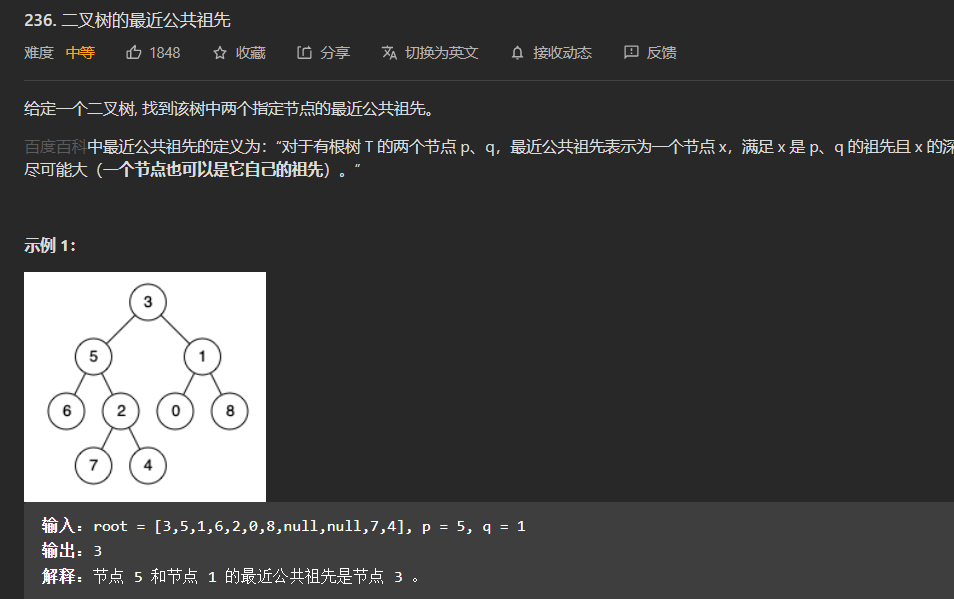 236. 二叉树的最近公共祖先
难度 中等 1848 收藏 分享 切换为英文 接收动态 反馈
给定一个二叉树, 找到该树中两个指定节点的最近公共祖先。
百度百科中最近公共祖先的定义为：“对于有根树 T 的两个节点 p、q，最近公共祖先表示为一个节点 x，满足 x 是 p、q 的祖先且 x 的深
尽可能大（一个节点也可以是它自己的祖先）。”
示例 1：
3
5 1
6 2 0 8
7 4
输入：root = [3,5,1,6,2,0,8,null,null,7,4], p = 5, q = 1
输出：3
解释：节点 5 和节点 1 的最近公共祖先是节点 3 。